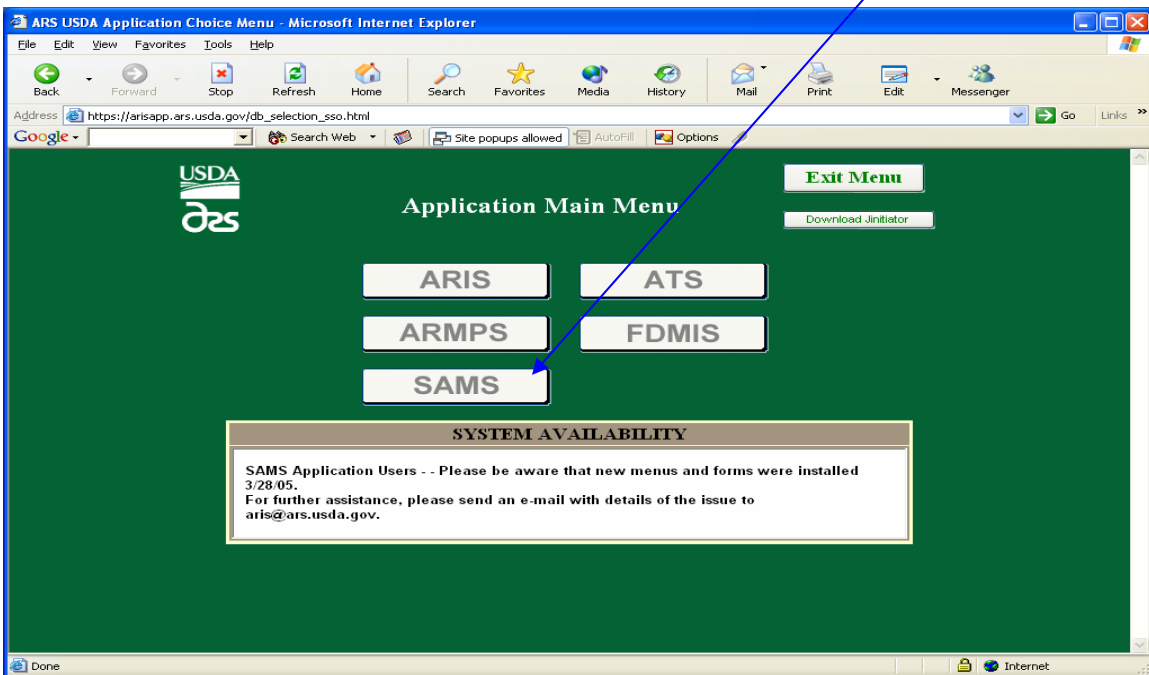 ARS USDA Application Choice Menu - Microsoft Internet Explorer
File Edit View Favorites Tools Help
Back Forward Stop Refresh Home Search Favorites Media History Mail Print Edit Messenger
Address https://arisapp.ars.usda.gov/db_selection_sso.html Go Links »
Google Search Web Site popups allowed AutoFill Options
USDA
ars
Application Main Menu
Exit Menu
Download Jinitiator
ARIS ATS
ARMPS FDMIS
SAMS
SYSTEM AVAILABILITY
SAMS Application Users - - Please be aware that new menus and forms were installed
3/28/05.
For further assistance, please send an e-mail with details of the issue to
aris@ars.usda.gov.
Done Internet